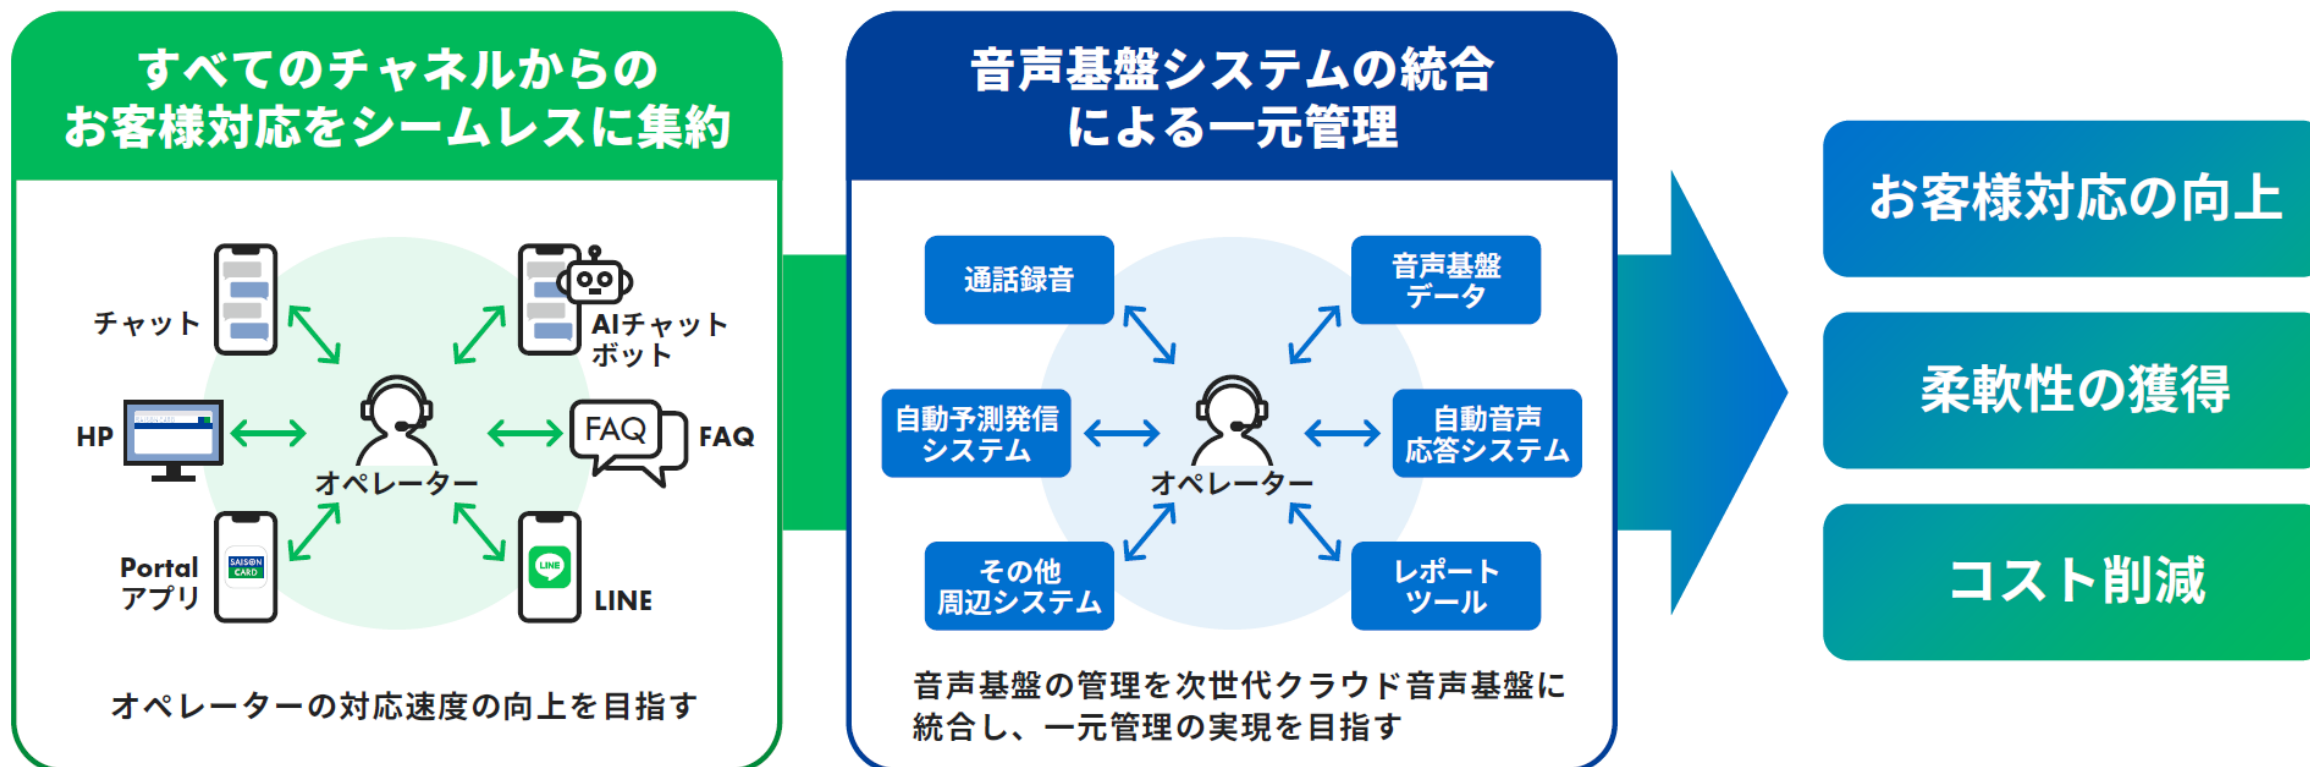 すべてのチャネルからの
お客様対応をシームレスに集約
チャット
AIチャット
ボット
HP
オペレーター
FAQ
FAQ
Portal
アプリ
SAISON
CARD
LINE
LINE
オペレーターの対応速度の向上を目指す
音声基盤システムの統合
による一元管理
通話録音
音声基盤
データ
自動予測発信
システム
オペレーター
自動音声
応答システム
その他
周辺システム
レポート
ツール
音声基盤の管理を次世代クラウド音声基盤に
統合し、一元管理の実現を目指す
お客様対応の向上
柔軟性の獲得
コスト削減